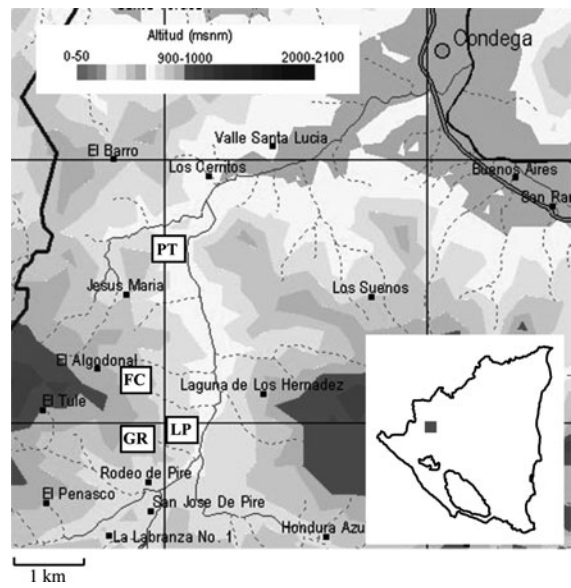 Altitud (msnm)
0-50
900-1000
2000-2100
Condega
Valle Santa Lucia
El Barro
Los Cerritos
Buenos Aires
San Ran
PT
Jesus Maria
Los Suenos
El Algodonal
FC
Laguna de Los Hernadez
El Tule
GR
LP
Rodeo de Pire
El Penasco
San Jose De Pire
La Labranza No. 1
Hondura Azu
1 km